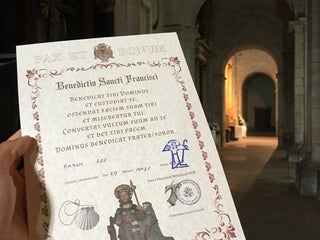 PAX ET BONUM
Benedictio Sancti Francisci
BENEDICAT TIBI DOMINUS
ET CUSTODIAT TE,
OSTENDAT FACIEM SUAM TIBI
ET MISEREATUR TUI.
CONVERTAT VULTUM SUUM AD TE
ET DET TIBI PACEM.
DOMINUS BENEDICAT FRATER/SOROR